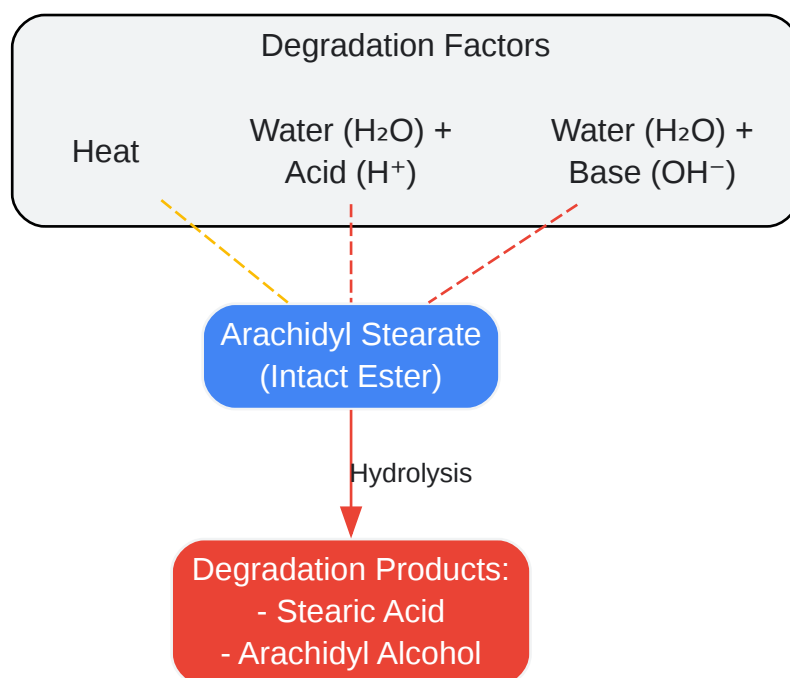 Degradation Factors
Heat
Water (H₂O) +
Acid (H⁺)
Water (H₂O) +
Base (OH⁻)
Arachidyl Stearate
(Intact Ester)
Hydrolysis
Degradation Products:
- Stearic Acid
- Arachidyl Alcohol